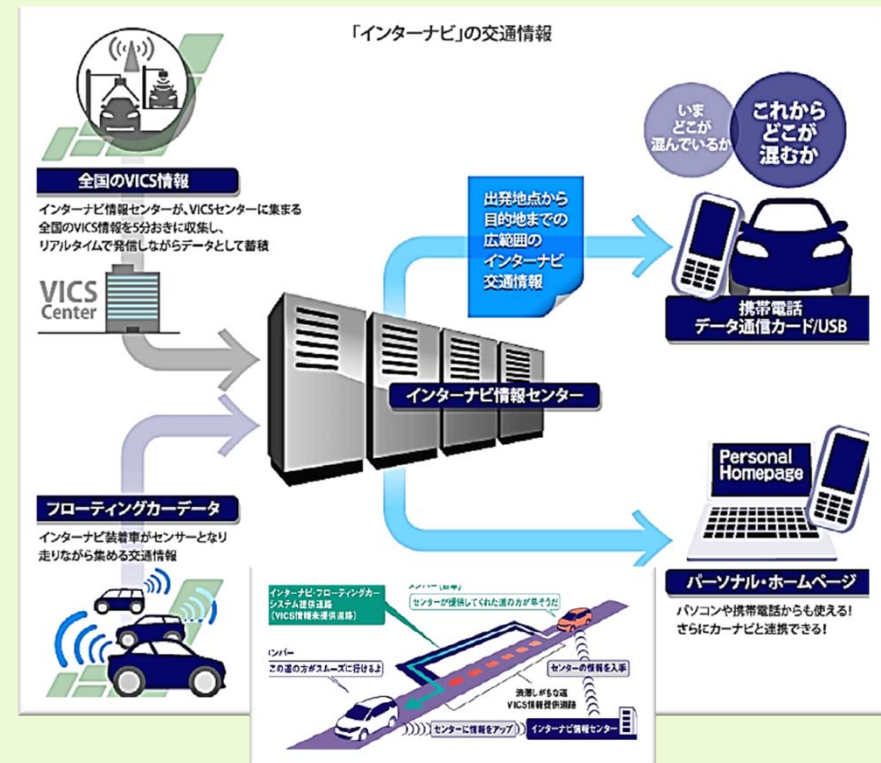 「インターナビ」の交通情報
いま
どこが
混んでいるか
これから
どこが
混むか
全国のVICS情報
インターナビ情報センターが、VICSセンターに集まる
全国のVICS情報を5分おきに収集し、
リアルタイムで発信しながらデータとして蓄積
VICS
Center
出発地点から
目的地までの
広範囲の
インターナビ
交通情報
携帯電話
データ通信カード/USB
インターナビ情報センター
フローティングカーデータ
インターナビ装着車がセンサーとなり
走りながら集める交通情報
Personal
Homepage
パーソナル・ホームページ
パソコンや携帯電話からも使える!
さらにカーナビと連携できる!
インターナビ・フローティングカー
システム提供道路
(VICS情報未提供道路)
センターが提供してくれた道の方が早そうだ
ンバー
この道の方がスムーズに行けるよ
センターの情報を入手
渋滞しがちな道
VICS情報提供道路
センターに情報をアップ
インターナビ情報センター